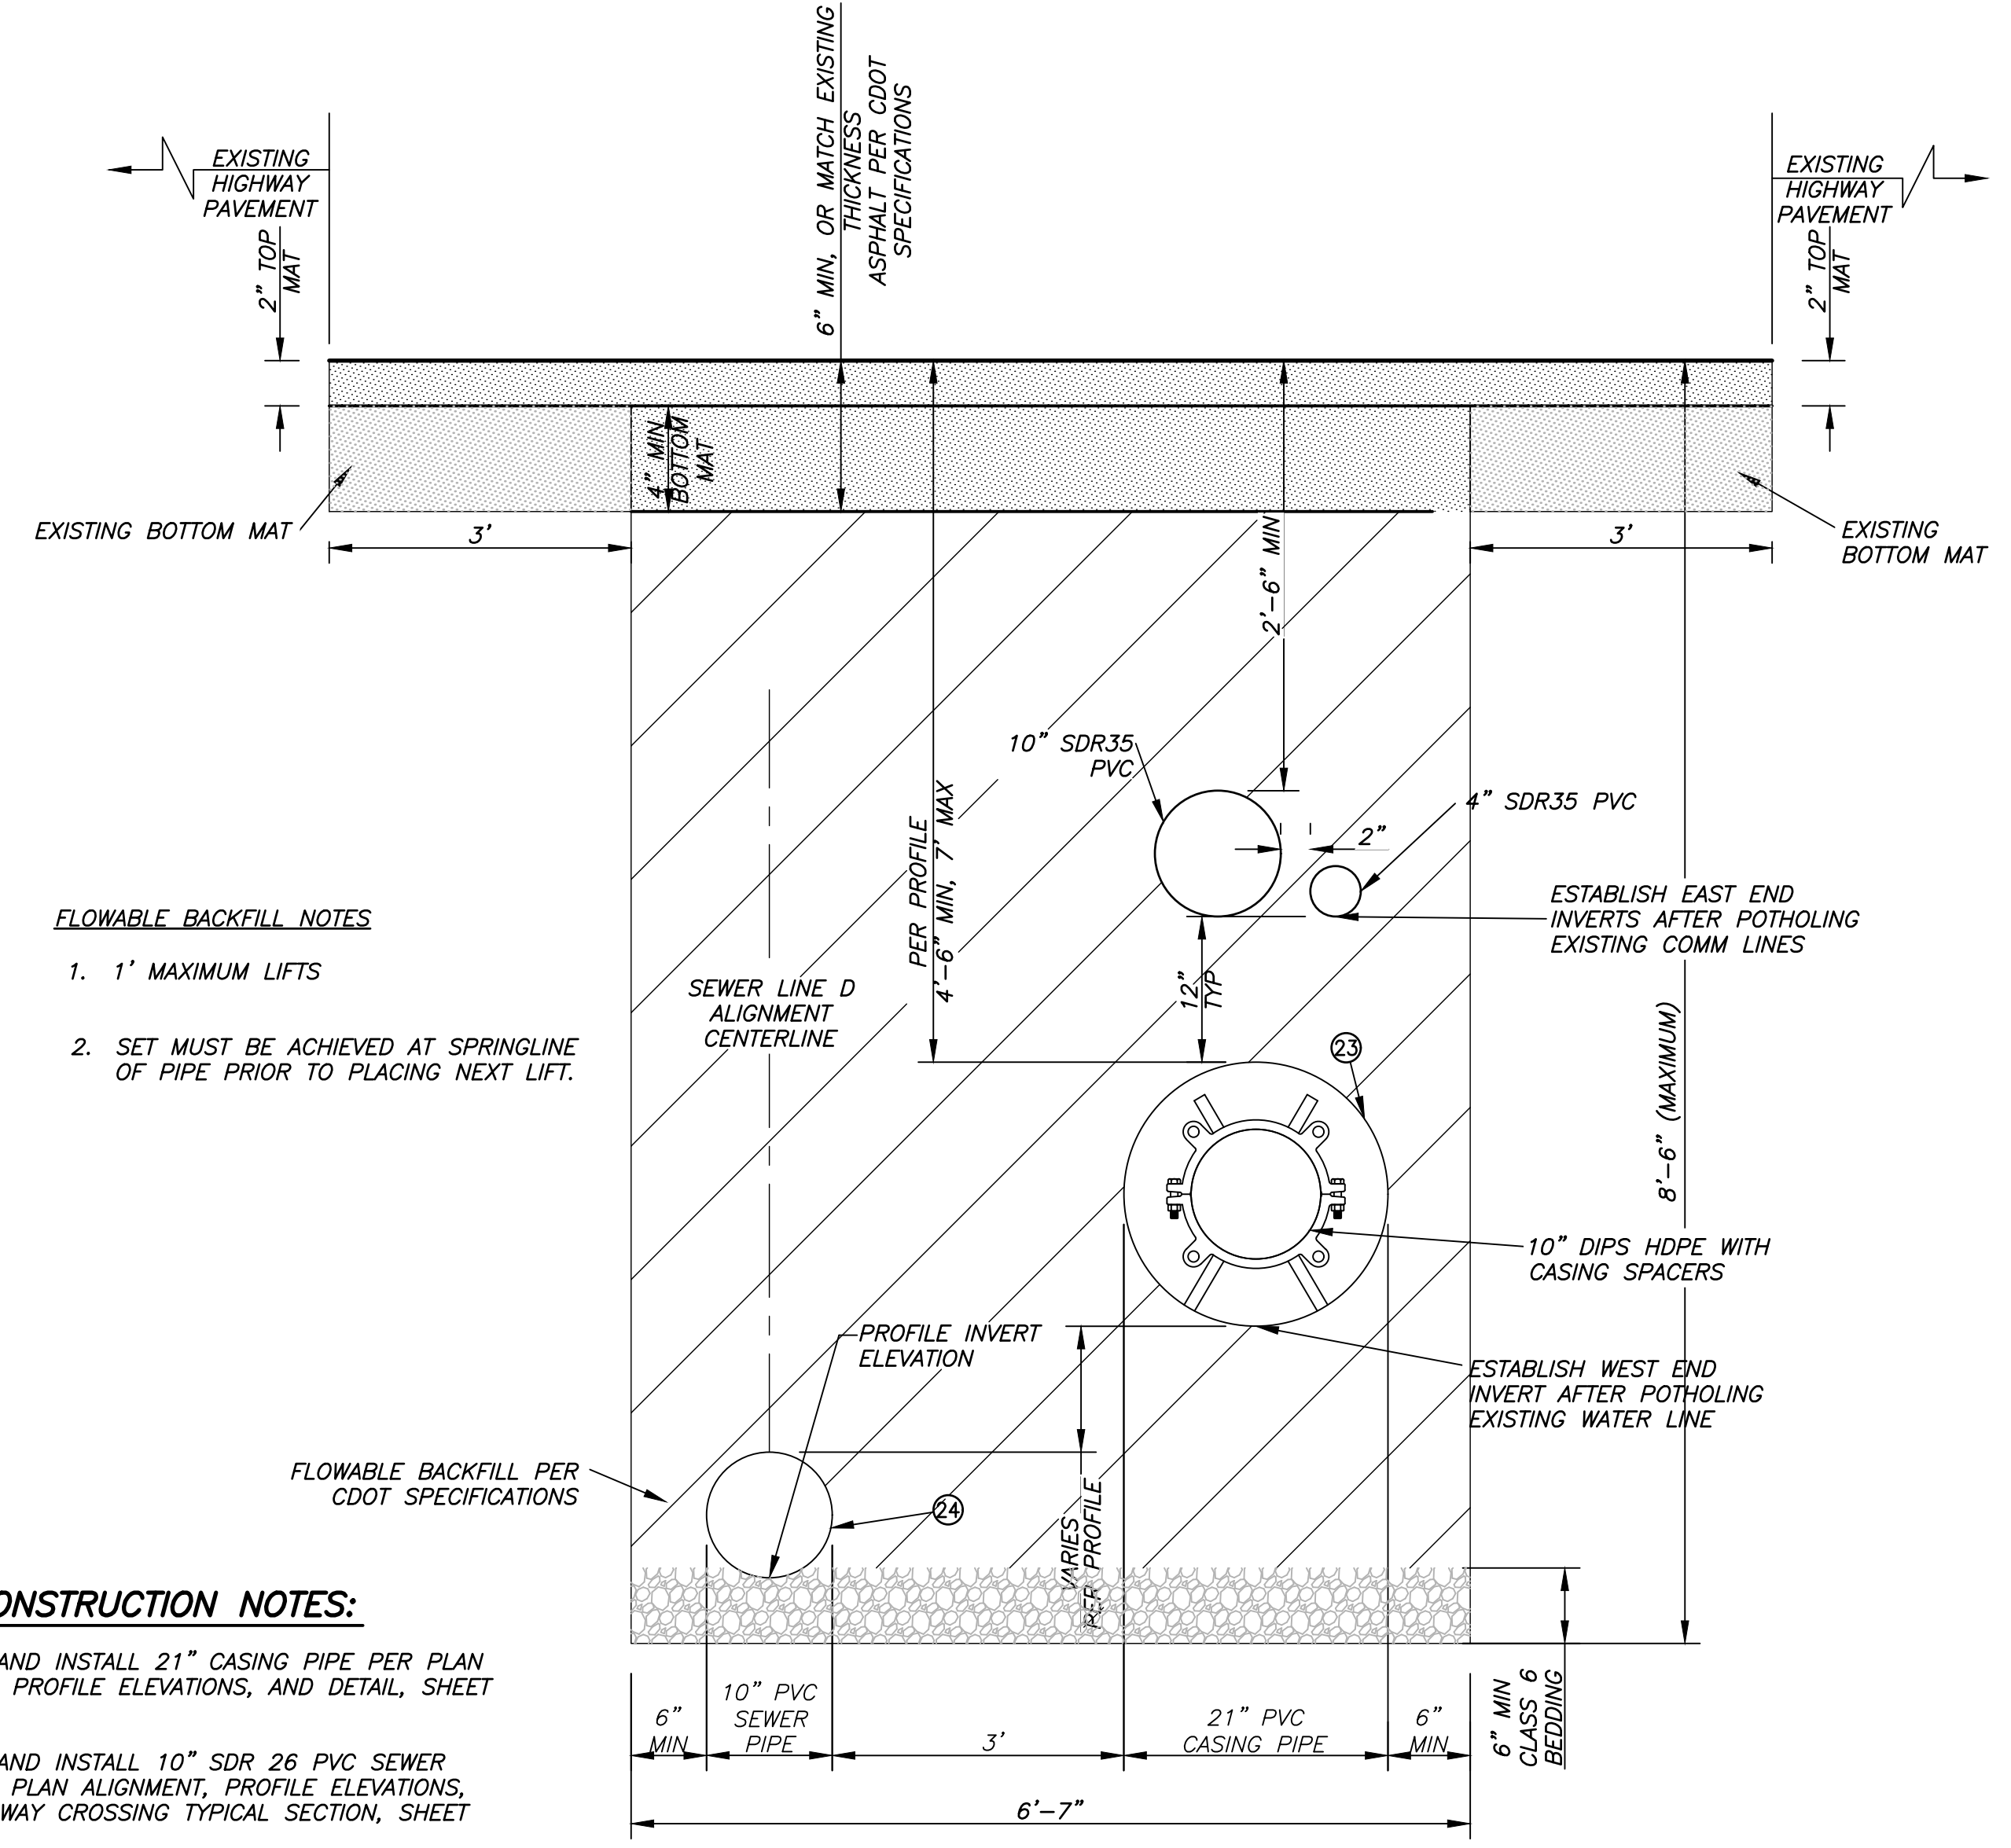 6" MIN, OR MATCH EXISTING
THICKNESS
ASPHALT PER CDOT
SPECIFICATIONS
EXISTING
HIGHWAY
PAVEMENT
EXISTING
HIGHWAY
PAVEMENT
2" TOP
MAT
2" TOP
MAT
4" MIN
BOTTOM
MAT
EXISTING BOTTOM MAT
3'
3'
EXISTING
BOTTOM MAT
2'-6" MIN
10" SDR35
PVC
4" SDR35 PVC
2"
PER PROFILE
4'-6" MIN, 7' MAX
ESTABLISH EAST END
INVERTS AFTER POTHOLING
EXISTING COMM LINES
FLOWABLE BACKFILL NOTES
1. 1' MAXIMUM LIFTS
2. SET MUST BE ACHIEVED AT SPRINGLINE
OF PIPE PRIOR TO PLACING NEXT LIFT.
SEWER LINE D
ALIGNMENT
CENTERLINE
12"
TYP
23
8'-6" (MAXIMUM)
10" DIPS HDPE WITH
CASING SPACERS
PROFILE INVERT
ELEVATION
ESTABLISH WEST END
INVERT AFTER POTHOLING
EXISTING WATER LINE
FLOWABLE BACKFILL PER
CDOT SPECIFICATIONS
24
VARIES
PER PROFILE
ONSTRUCTION NOTES:
AND INSTALL 21" CASING PIPE PER PLAN
PROFILE ELEVATIONS, AND DETAIL, SHEET
AND INSTALL 10" SDR 26 PVC SEWER
PLAN ALIGNMENT, PROFILE ELEVATIONS,
WAY CROSSING TYPICAL SECTION, SHEET
6"
MIN
10" PVC
SEWER
PIPE
3'
21" PVC
CASING PIPE
6"
MIN
6" MIN
CLASS 6
BEDDING
6'-7"